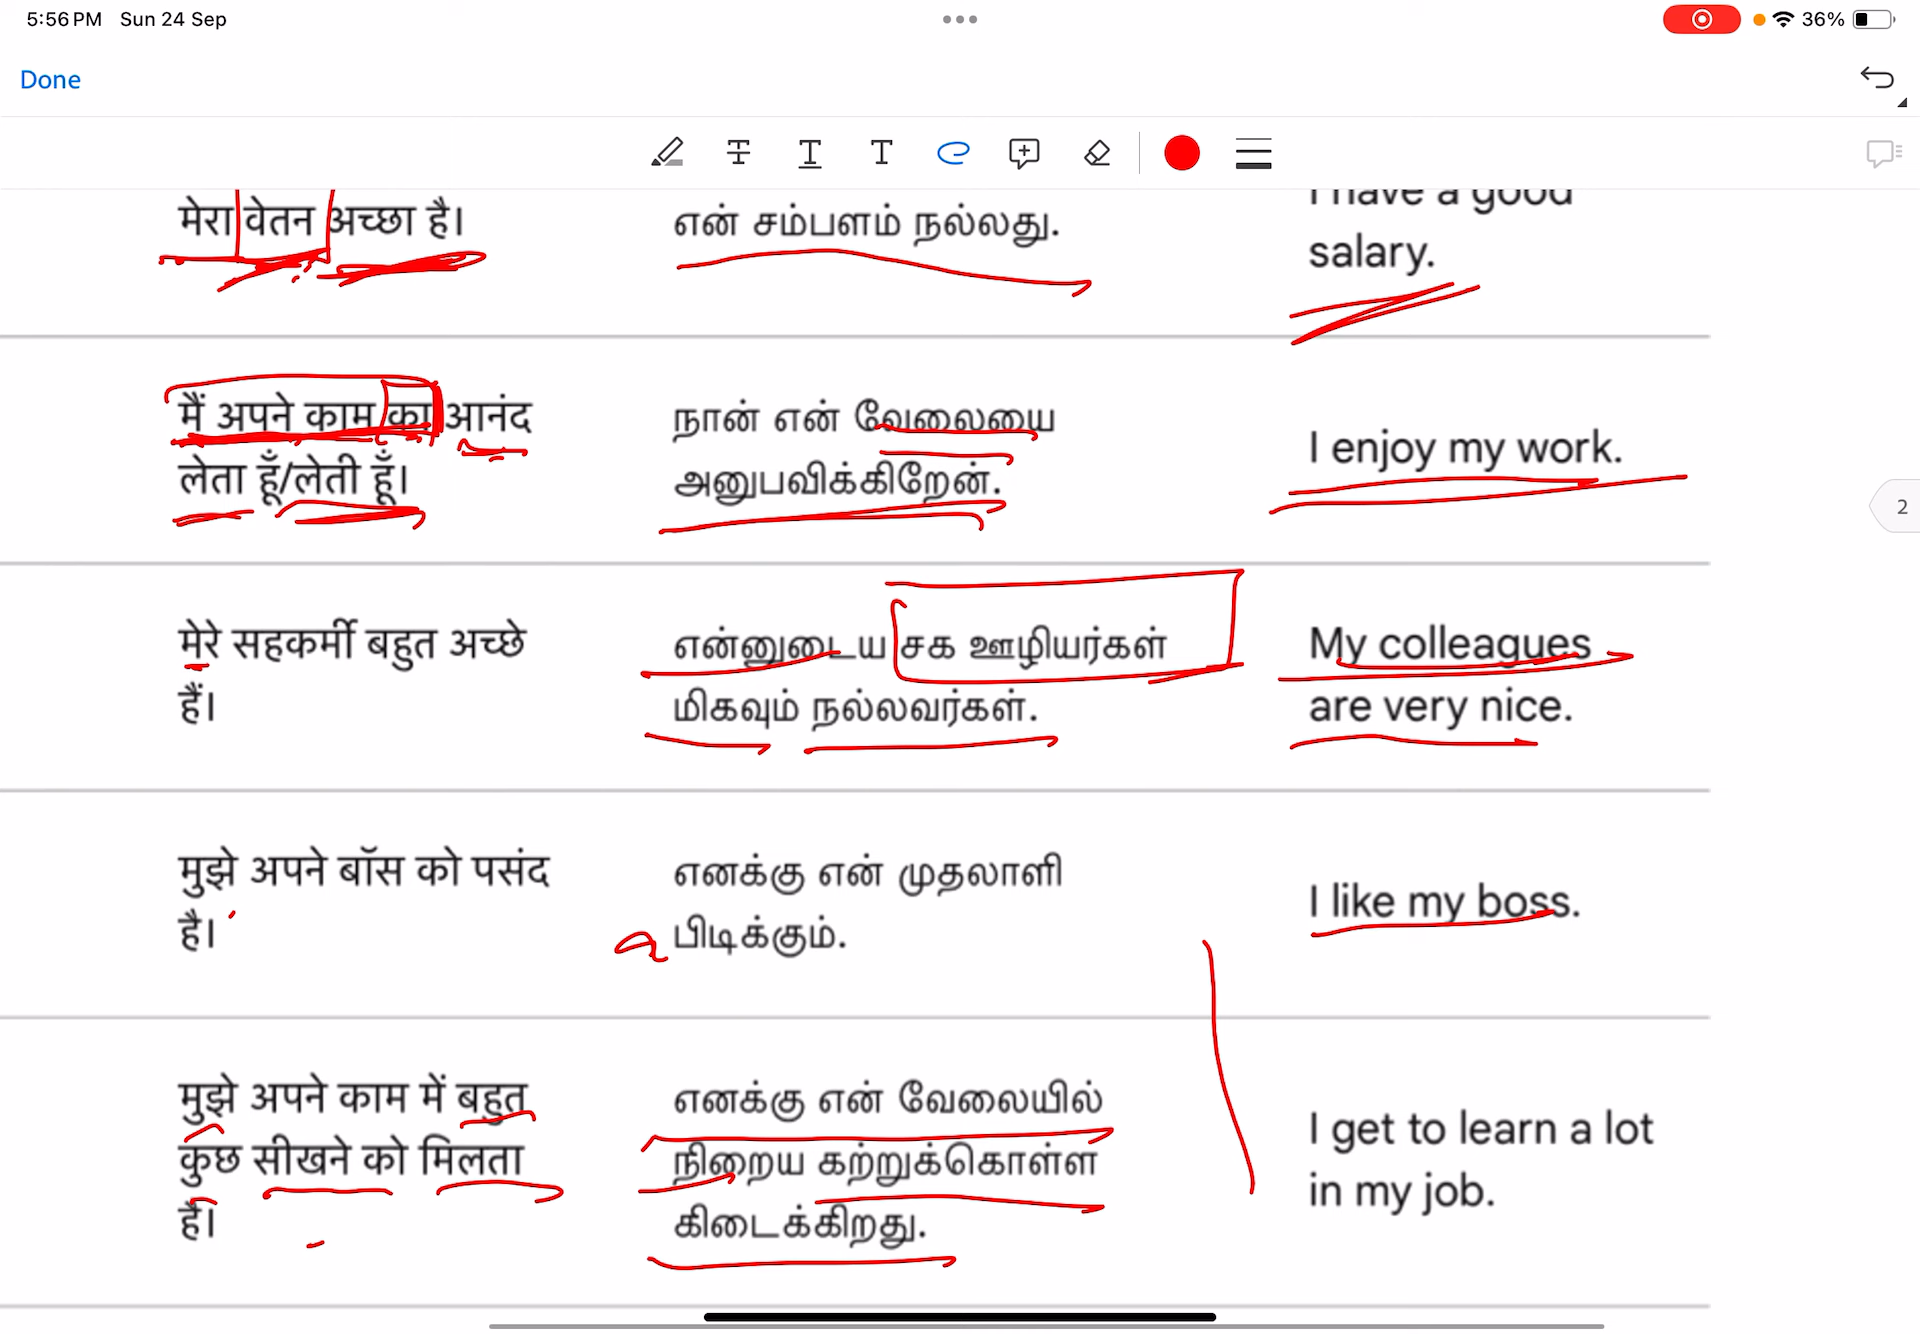 5:56 PM Sun 24 Sep
36%
Done
मेरा वेतन अच्छा है।
என் சம்பளம் நல்லது.
I have a good
salary.
मैं अपने काम का आनंद
लेता हूँ/लेती हूँ।
நான் என் வேலையை
அனுபவிக்கிறேன்.
I enjoy my work.
2
मेरे सहकर्मी बहुत अच्छे
हैं।
என்னுடைய சக ஊழியர்கள்
மிகவும் நல்லவர்கள்.
My colleagues
are very nice.
मुझे अपने बॉस को पसंद
है।
எனக்கு என் முதலாளி
பிடிக்கும்.
I like my boss.
मुझे अपने काम में बहुत
कुछ सीखने को मिलता
है।
எனக்கு என் வேலையில்
நிறைய கற்றுக்கொள்ள
கிடைக்கிறது.
I get to learn a lot
in my job.